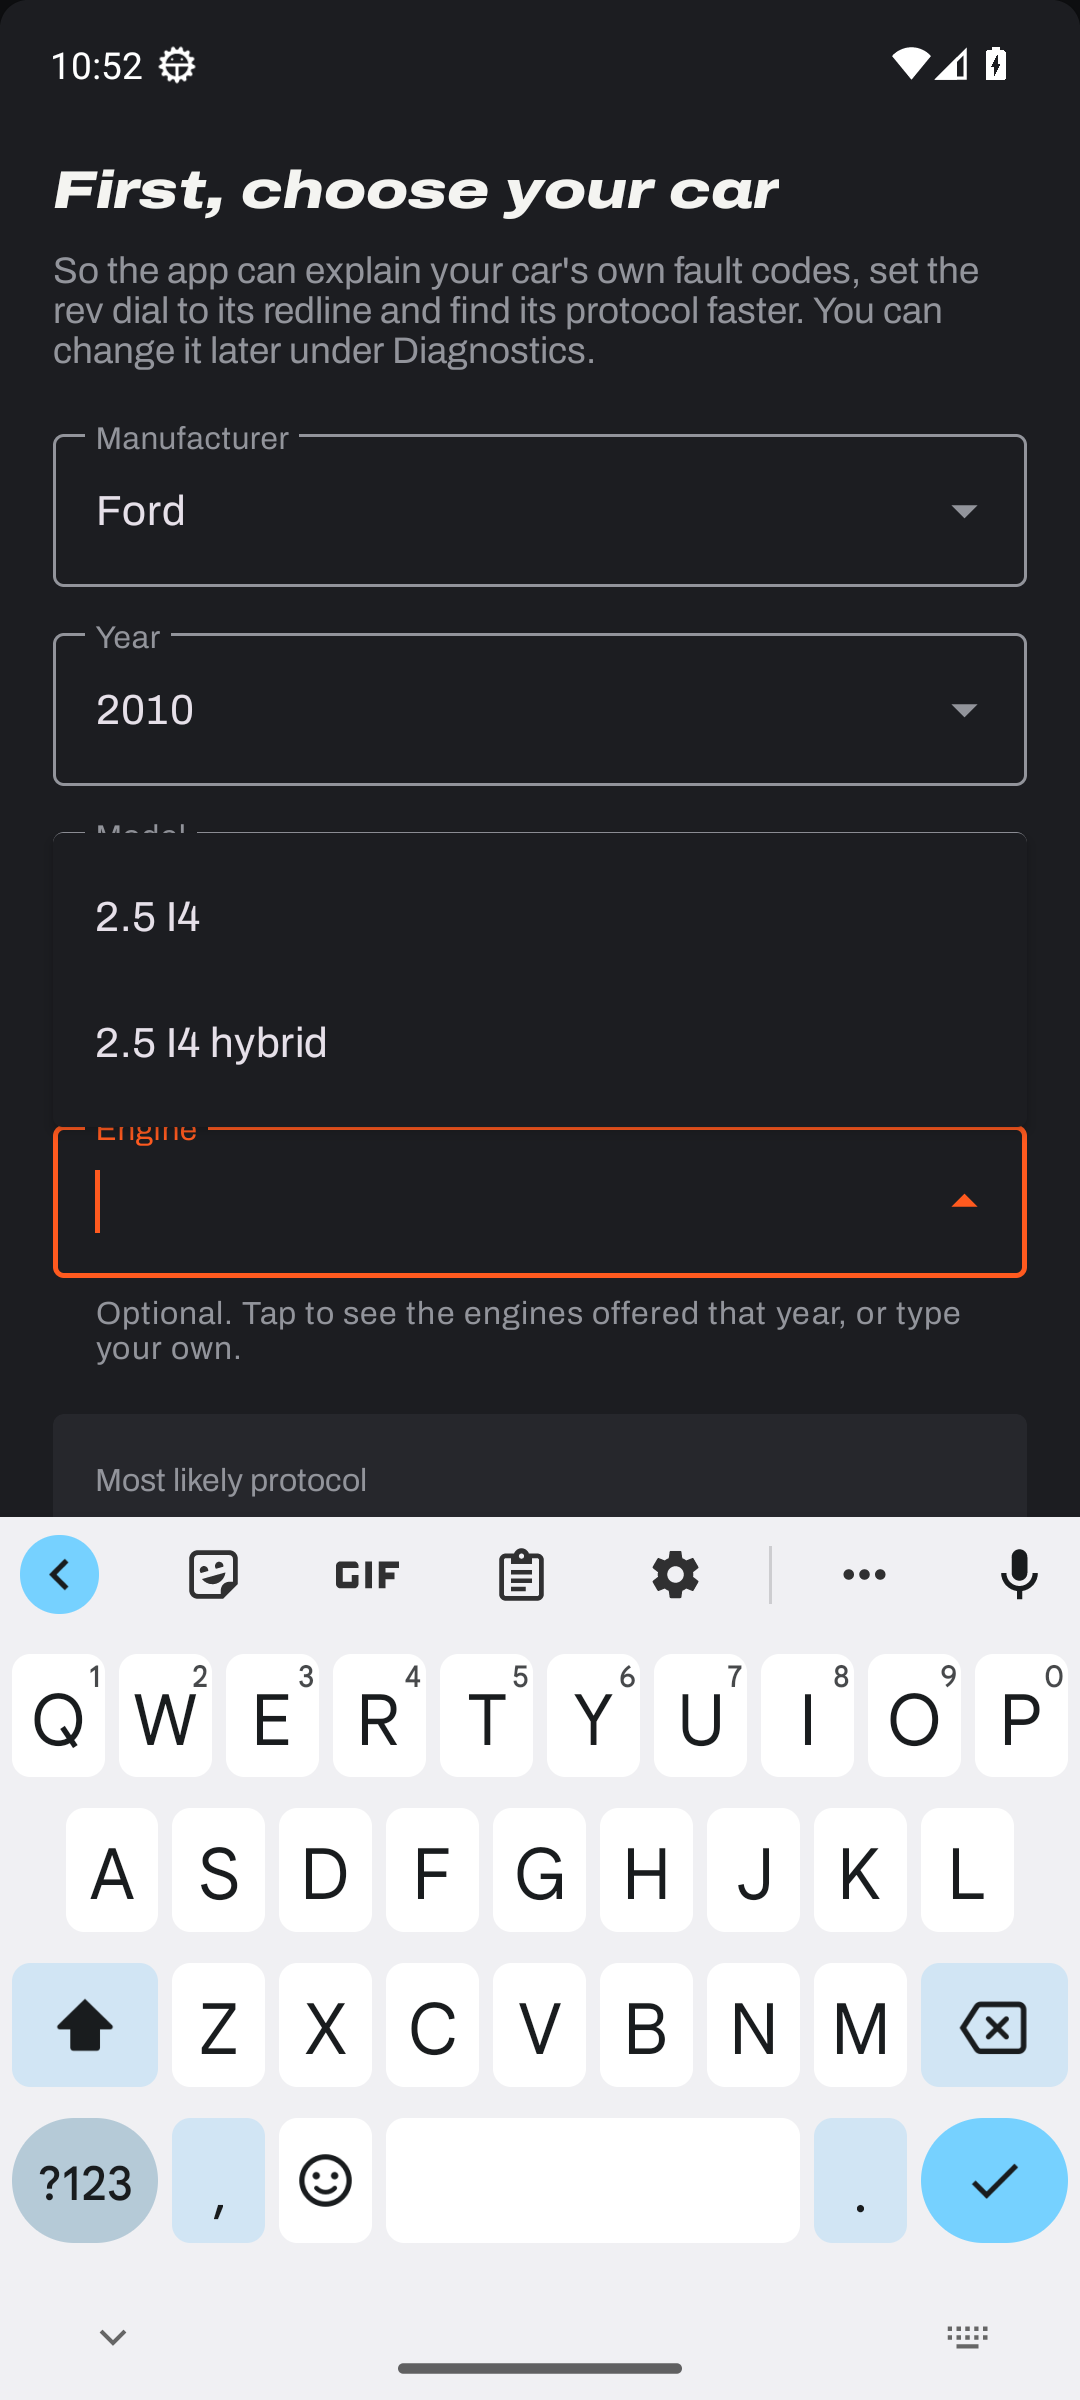 10:52
First, choose your car
So the app can explain your car's own fault codes, set the
rev dial to its redline and find its protocol faster. You can
change it later under Diagnostics.
Manufacturer
Ford
Year
2010
Model
2.5 I4
2.5 I4 hybrid
Engine
Optional. Tap to see the engines offered that year, or type
your own.
Most likely protocol
GIF
1 2 3 4 5 6 7 8 9 0
Q W E R T Y U I O P
A S D F G H J K L
Z X C V B N M
?123 , .